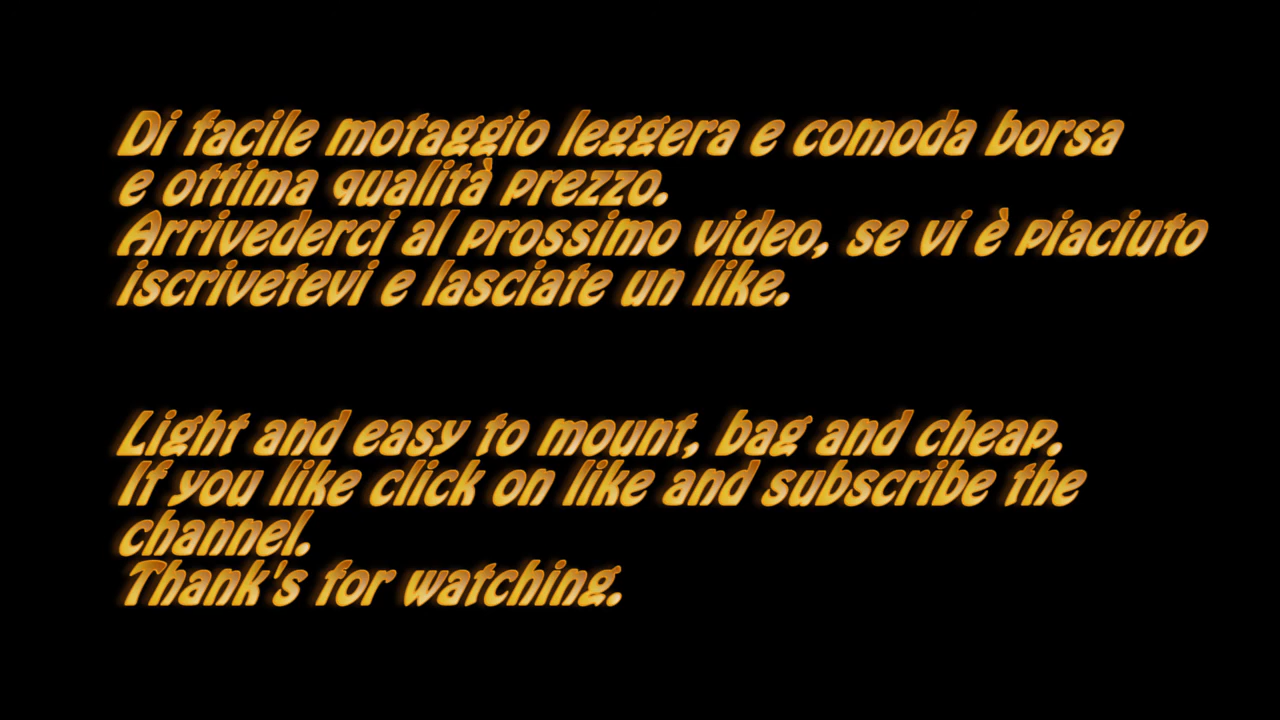 Di facile motaggio leggera e comoda borsa
e ottima qualità prezzo.
Arrivederci al prossimo video, se vi è piaciuto
iscrivetevi e lasciate un like.
Light and easy to mount, bag and cheap.
If you like click on like and subscribe the
channel.
Thank's for watching.